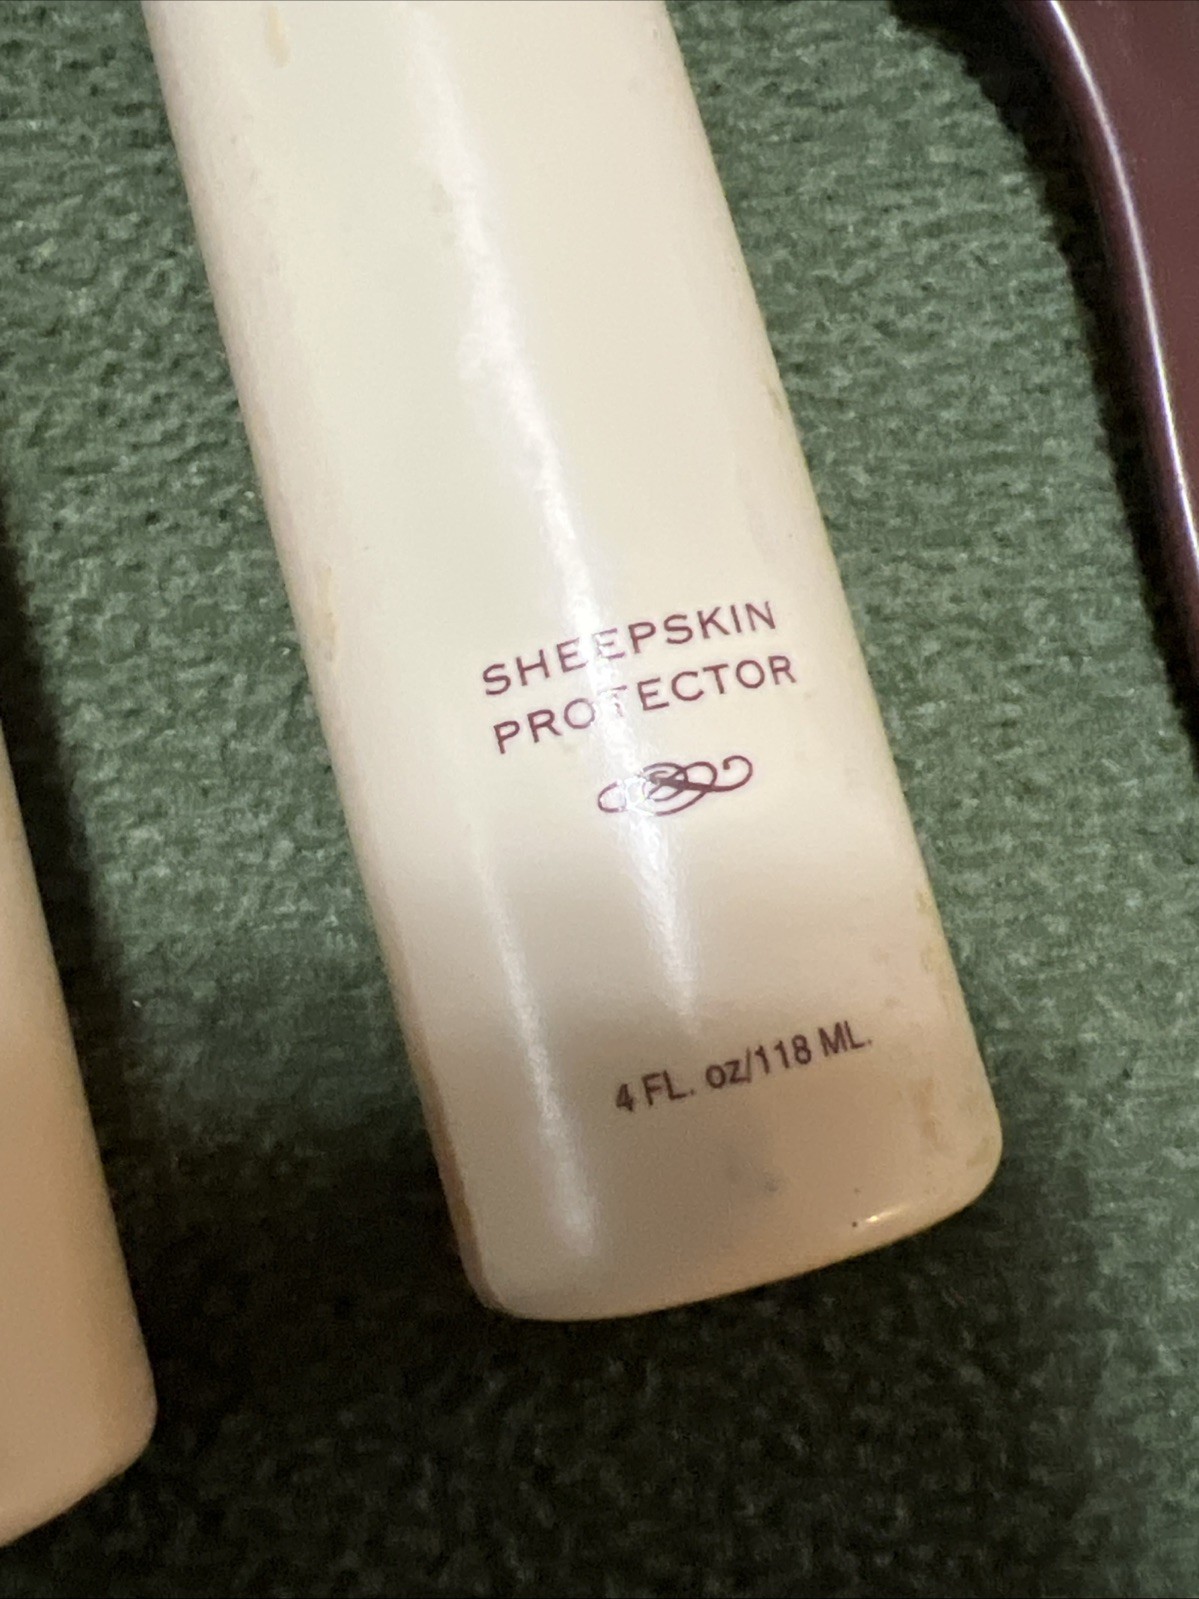 SHEEPSKIN
PROTECTOR
4 FL. oz/118 ML.